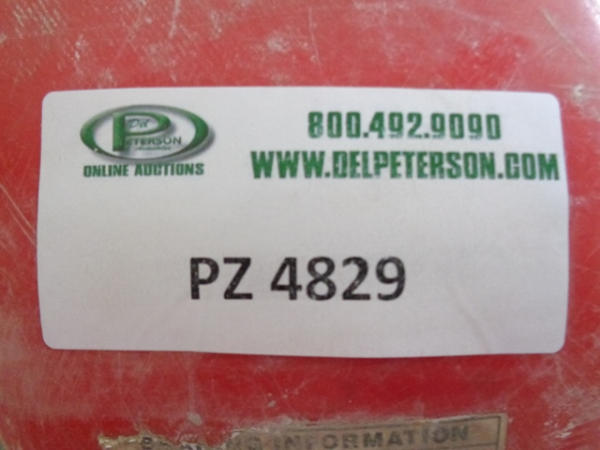 Del
PETERSON
ONLINE AUCTIONS
800.492.9090
WWW.DELPETERSON.COM
PZ 4829
INFORMATION